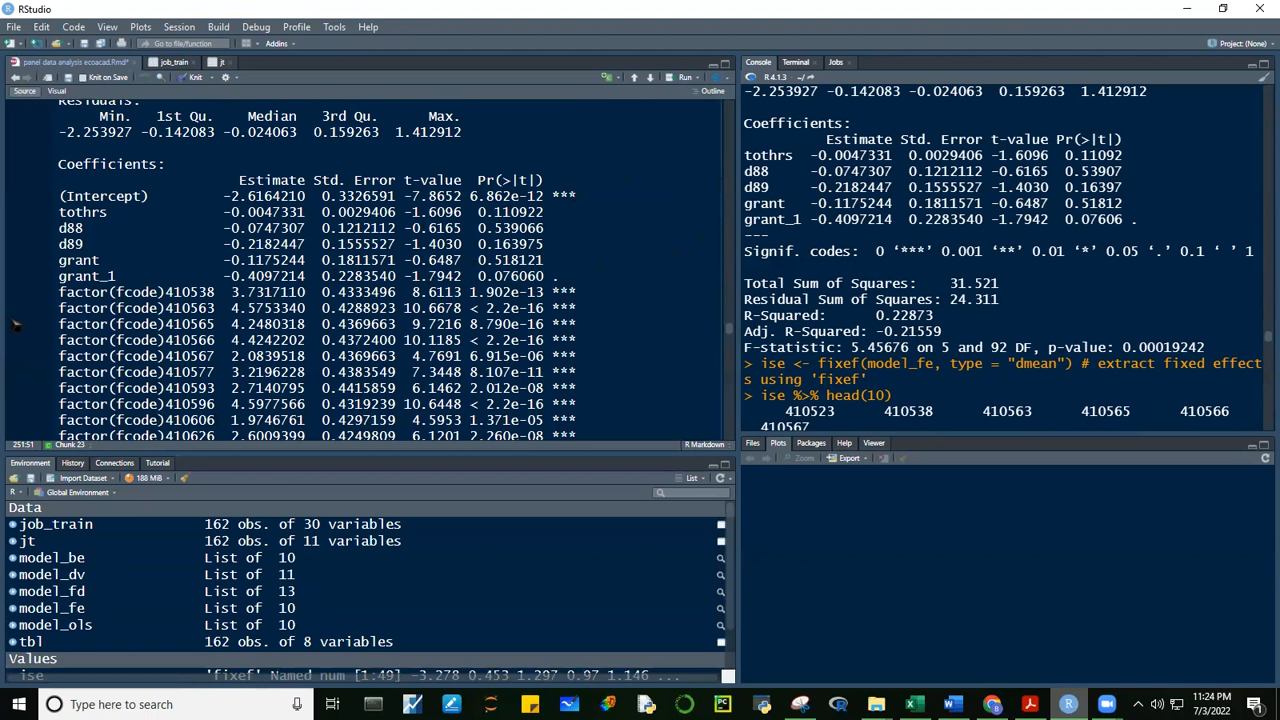 RStudio
File Edit Code View Plots Session Build Debug Profile Tools Help
Go to file/function Addins Project: (None)
panel data analysis ecoacad.Rmd* job_train jt
Knit on Save Knit Run
Source Visual Outline
Residuals:
Min. 1st Qu. Median 3rd Qu. Max.
-2.253927 -0.142083 -0.024063 0.159263 1.412912
Coefficients:
Estimate Std. Error t-value Pr(>|t|)
(Intercept) -2.6164210 0.3326591 -7.8652 6.862e-12 ***
tothrs -0.0047331 0.0029406 -1.6096 0.110922
d88 -0.0747307 0.1212112 -0.6165 0.539066
d89 -0.2182447 0.1555527 -1.4030 0.163975
grant -0.1175244 0.1811571 -0.6487 0.518121
grant_1 -0.4097214 0.2283540 -1.7942 0.076060 .
factor(fcode)410538 3.7317110 0.4333496 8.6113 1.902e-13 ***
factor(fcode)410563 4.5753340 0.4288923 10.6678 < 2.2e-16 ***
factor(fcode)410565 4.2480318 0.4369663 9.7216 8.790e-16 ***
factor(fcode)410566 4.4242202 0.4372400 10.1185 < 2.2e-16 ***
factor(fcode)410567 2.0839518 0.4369663 4.7691 6.915e-06 ***
factor(fcode)410577 3.2196228 0.4383549 7.3448 8.107e-11 ***
factor(fcode)410593 2.7140795 0.4415859 6.1462 2.012e-08 ***
factor(fcode)410596 4.5977566 0.4319239 10.6448 < 2.2e-16 ***
factor(fcode)410606 1.9746761 0.4297253 4.5953 1.371e-05 ***
factor(fcode)410626 2.6009399 0.4249809 6.1201 2.260e-08 ***
251:51 Chunk 23 R Markdown
Environment History Connections Tutorial
Import Dataset 188 MiB List
R Global Environment
Data
job_train 162 obs. of 30 variables
jt 162 obs. of 11 variables
model_be List of 10
model_dv List of 11
model_fd List of 13
model_fe List of 10
model_ols List of 10
tbl 162 obs. of 8 variables
Values
ise 'fixef' Named num [1:49] -3.278 0.453 1.297 0.97 1.146 ...
Console Terminal Jobs
R 4.1.3 · ~/
-2.253927 -0.142083 -0.024063 0.159263 1.412912
Coefficients:
Estimate Std. Error t-value Pr(>|t|)
tothrs -0.0047331 0.0029406 -1.6096 0.11092
d88 -0.0747307 0.1212112 -0.6165 0.53907
d89 -0.2182447 0.1555527 -1.4030 0.16397
grant -0.1175244 0.1811571 -0.6487 0.51812
grant_1 -0.4097214 0.2283540 -1.7942 0.07606 .
---
Signif. codes: 0 ‘***’ 0.001 ‘**’ 0.01 ‘*’ 0.05 ‘.’ 0.1 ‘ ’ 1
Total Sum of Squares: 31.521
Residual Sum of Squares: 24.311
R-Squared: 0.22873
Adj. R-Squared: -0.21559
F-statistic: 5.45676 on 5 and 92 DF, p-value: 0.00019242
> ise <- fixef(model_fe, type = "dmean") # extract fixed effect
s using 'fixef'
> ise %>% head(10)
410523 410538 410563 410565 410566
410567
Files Plots Packages Help Viewer
Zoom Export
Type here to search
11:24 PM
7/3/2022